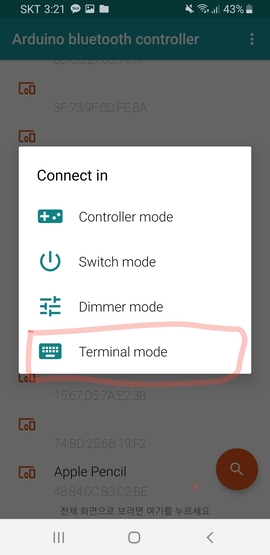 SKT 3:21
43%
Arduino bluetooth controller
3F:73:9F:0D:FE:BA
Connect in
Controller mode
Switch mode
Dimmer mode
Terminal mode
15:67:D5:7A:E2:3B
74:BD:25:6B:19:F2
Apple Pencil
48:84:0C:B3:C2:BE
전체 화면으로 보려면 여기를 누르세요